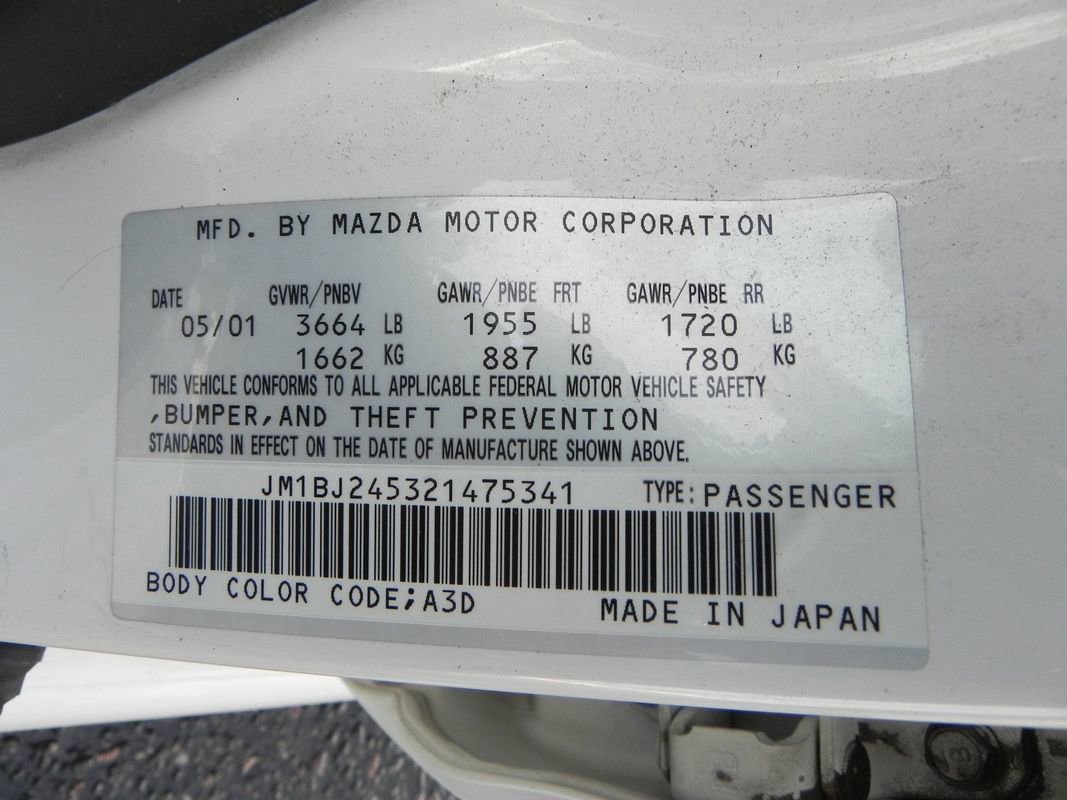 MFD. BY MAZDA MOTOR CORPORATION
DATE GVWR/PNBV GAWR/PNBE FRT GAWR/PNBE RR
05/01 3664 LB 1955 LB 1720 LB
1662 KG 887 KG 780 KG
THIS VEHICLE CONFORMS TO ALL APPLICABLE FEDERAL MOTOR VEHICLE SAFETY
,BUMPER,AND THEFT PREVENTION
STANDARDS IN EFFECT ON THE DATE OF MANUFACTURE SHOWN ABOVE.
JM1BJ245321475341 TYPE: PASSENGER
BODY COLOR CODE;A3D MADE IN JAPAN